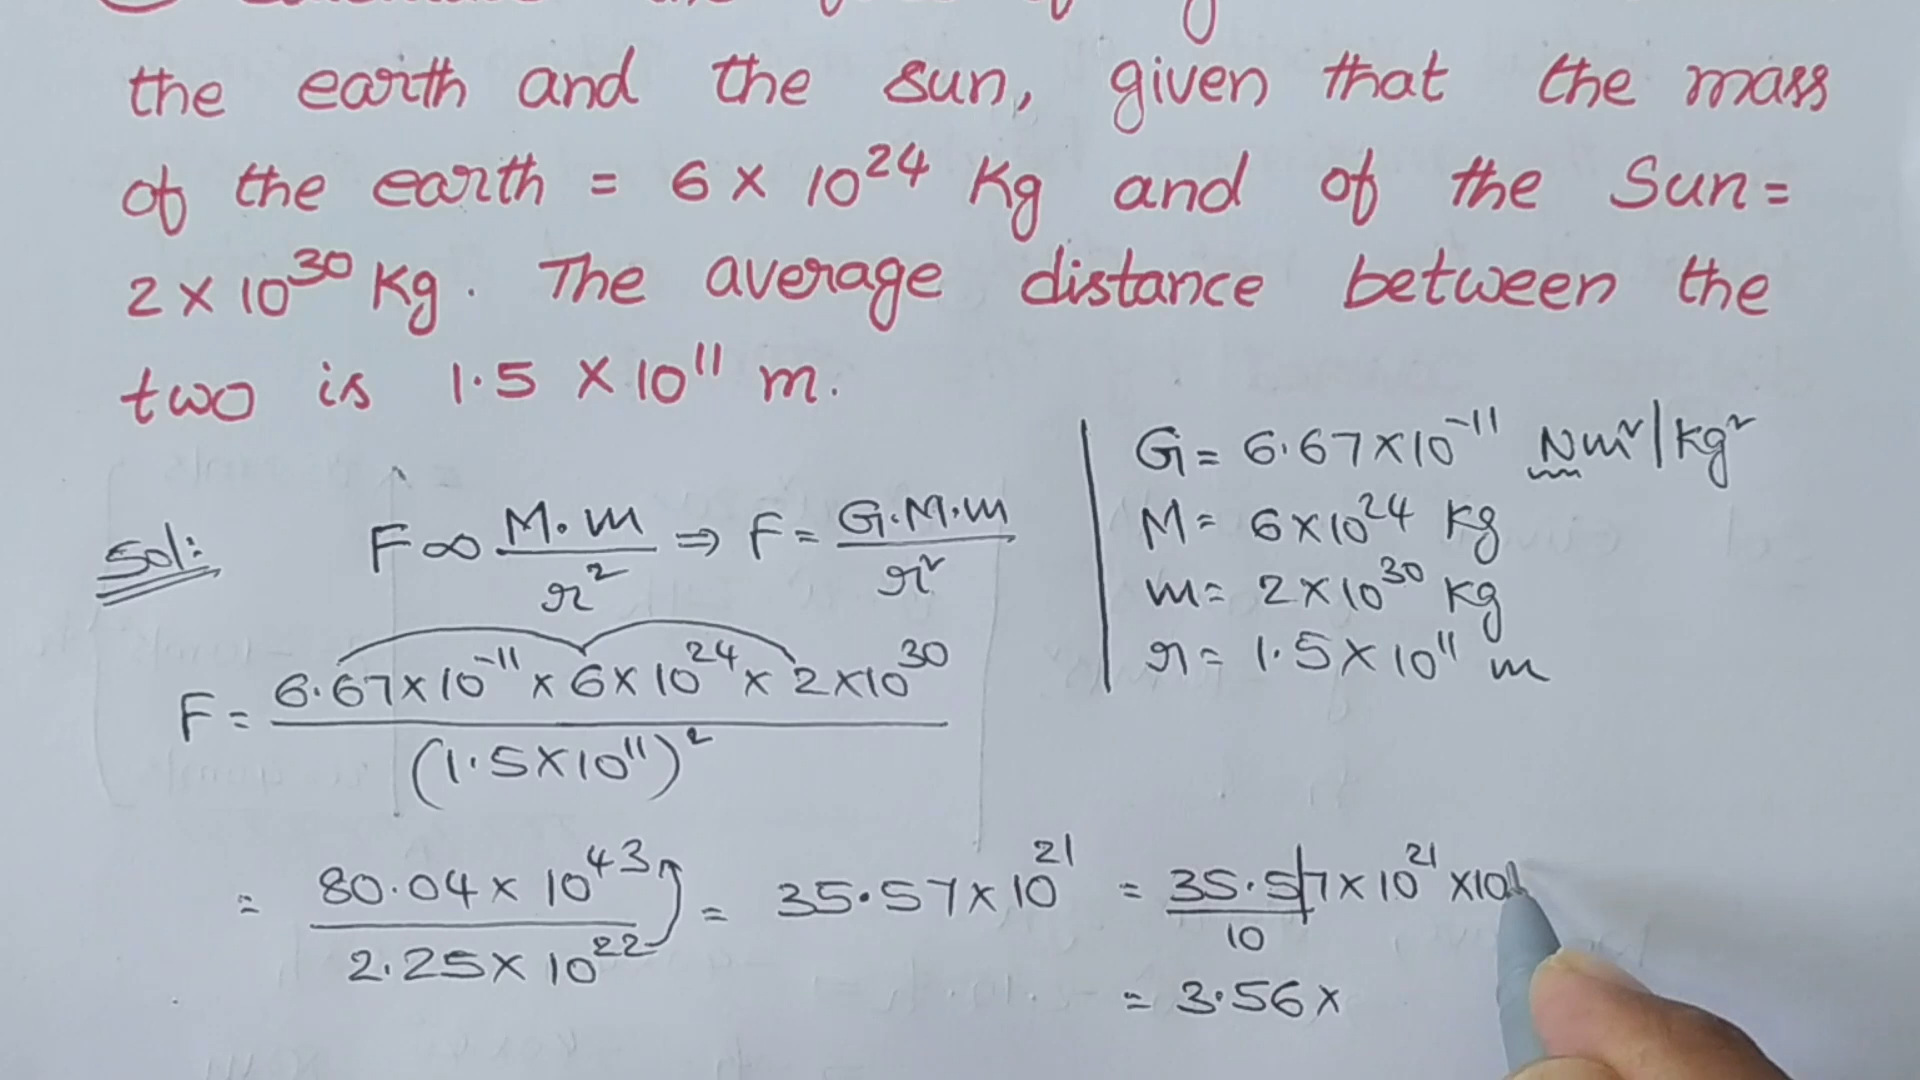 the earth and the sun, given that the mass
of the earth = 6 × 10²⁴ Kg and of the Sun =
2 × 10³⁰ Kg. The average distance between the
two is 1.5 × 10¹¹ m.
G = 6.67 × 10⁻¹¹ Nm²/Kg²
M = 6 × 10²⁴ Kg
m = 2 × 10³⁰ Kg
r = 1.5 × 10¹¹ m
Sol: F ∝ M.m / r² ⇒ F = G.M.m / r²
F = 6.67 × 10⁻¹¹ × 6 × 10²⁴ × 2 × 10³⁰ / (1.5 × 10¹¹)²
= 80.04 × 10⁴³ / 2.25 × 10²² = 35.57 × 10²¹ = 35.57 / 10 × 10²¹ × 10
= 3.56 ×